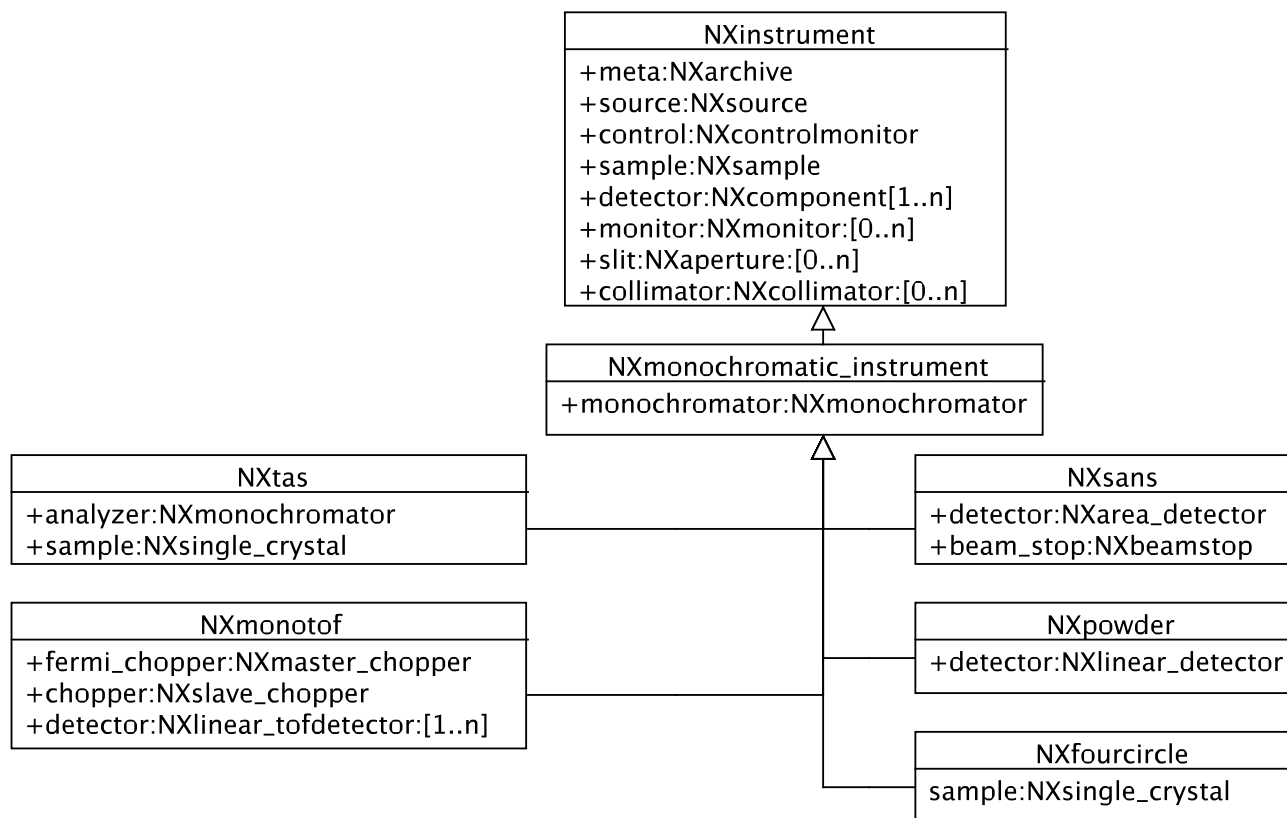 NXinstrument
+meta:NXarchive
+source:NXsource
+control:NXcontrolmonitor
+sample:NXsample
+detector:NXcomponent[1..n]
+monitor:NXmonitor:[0..n]
+slit:NXaperture:[0..n]
+collimator:NXcollimator:[0..n]
NXmonochromatic_instrument
+monochromator:NXmonochromator
NXtas
+analyzer:NXmonochromator
+sample:NXsingle_crystal
NXsans
+detector:NXarea_detector
+beam_stop:NXbeamstop
NXmonotof
+fermi_chopper:NXmaster_chopper
+chopper:NXslave_chopper
+detector:NXlinear_tofdetector:[1..n]
NXpowder
+detector:NXlinear_detector
NXfourcircle
sample:NXsingle_crystal